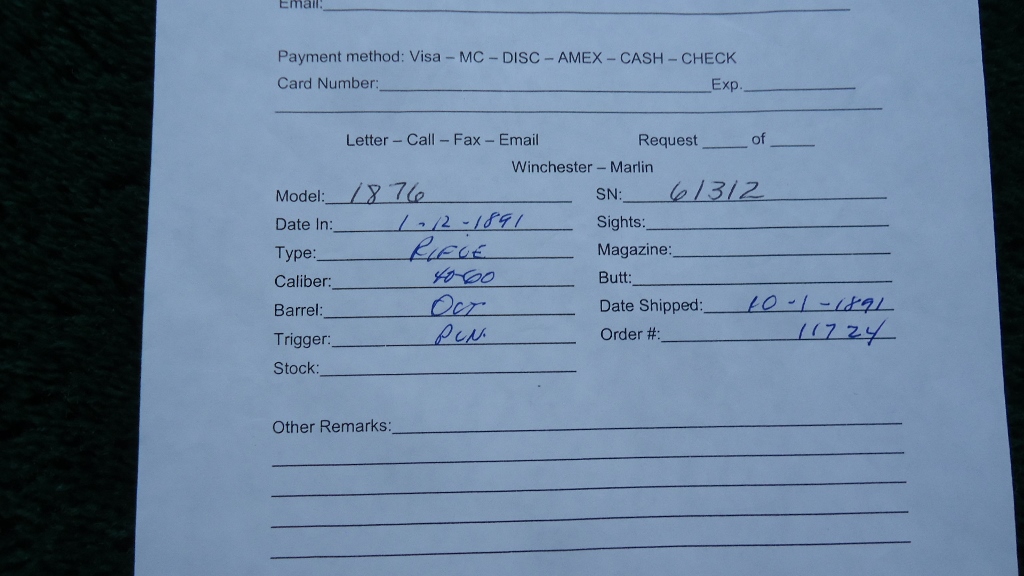 Email:
Payment method: Visa – MC – DISC – AMEX – CASH – CHECK
Card Number: Exp.
Letter – Call – Fax – Email Request of
Winchester – Marlin
Model: 1876 SN: 61312
Date In: 1-12-1891 Sights:
Type: RIFLE Magazine:
Caliber: 40-60 Butt:
Barrel: OCT Date Shipped: 10-1-1891
Trigger: PLN. Order #: 11724
Stock:
Other Remarks: